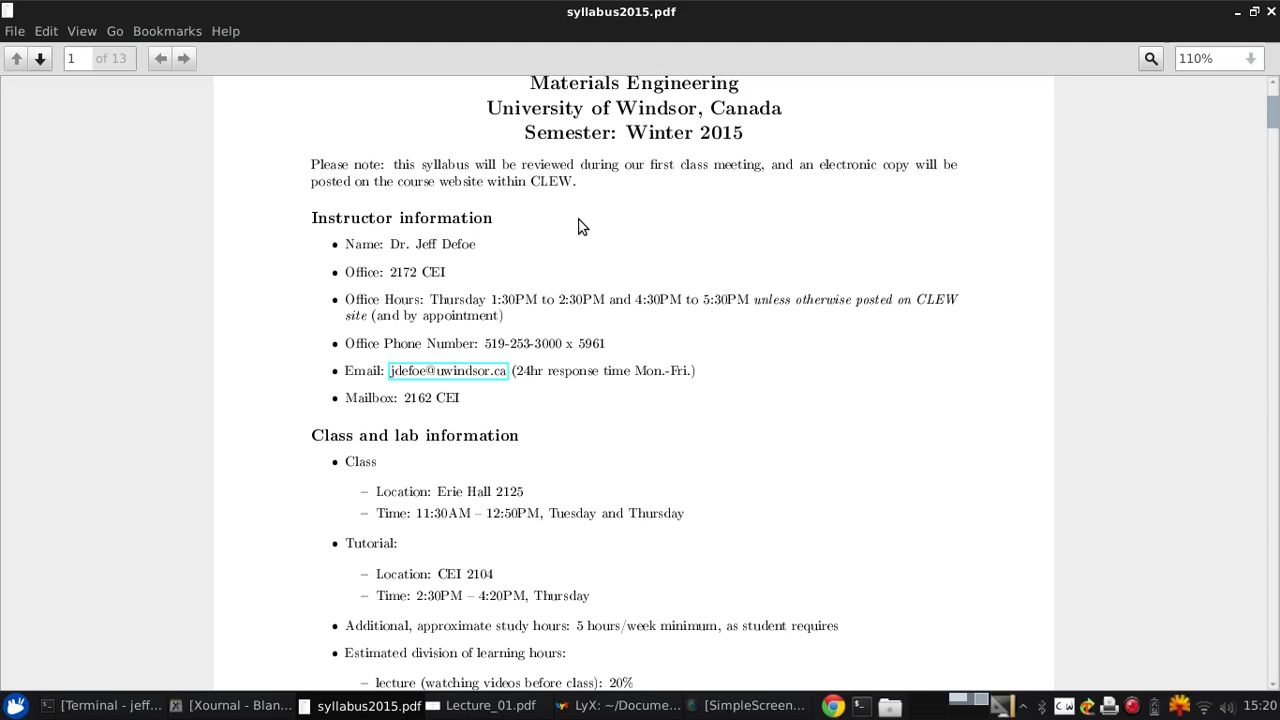 syllabus2015.pdf
File Edit View Go Bookmarks Help
1 of 13 110%
Materials Engineering
University of Windsor, Canada
Semester: Winter 2015
Please note: this syllabus will be reviewed during our first class meeting, and an electronic copy will be
posted on the course website within CLEW.
Instructor information
• Name: Dr. Jeff Defoe
• Office: 2172 CEI
• Office Hours: Thursday 1:30PM to 2:30PM and 4:30PM to 5:30PM unless otherwise posted on CLEW
site (and by appointment)
• Office Phone Number: 519-253-3000 x 5961
• Email: jdefoe@uwindsor.ca (24hr response time Mon.-Fri.)
• Mailbox: 2162 CEI
Class and lab information
• Class
– Location: Erie Hall 2125
– Time: 11:30AM – 12:50PM, Tuesday and Thursday
• Tutorial:
– Location: CEI 2104
– Time: 2:30PM – 4:20PM, Thursday
• Additional, approximate study hours: 5 hours/week minimum, as student requires
• Estimated division of learning hours:
– lecture (watching videos before class): 20%
[Terminal - jeff... [Xournal - Blan... syllabus2015.pdf Lecture_01.pdf LyX: ~/Docume... [SimpleScreen... CW 15:20